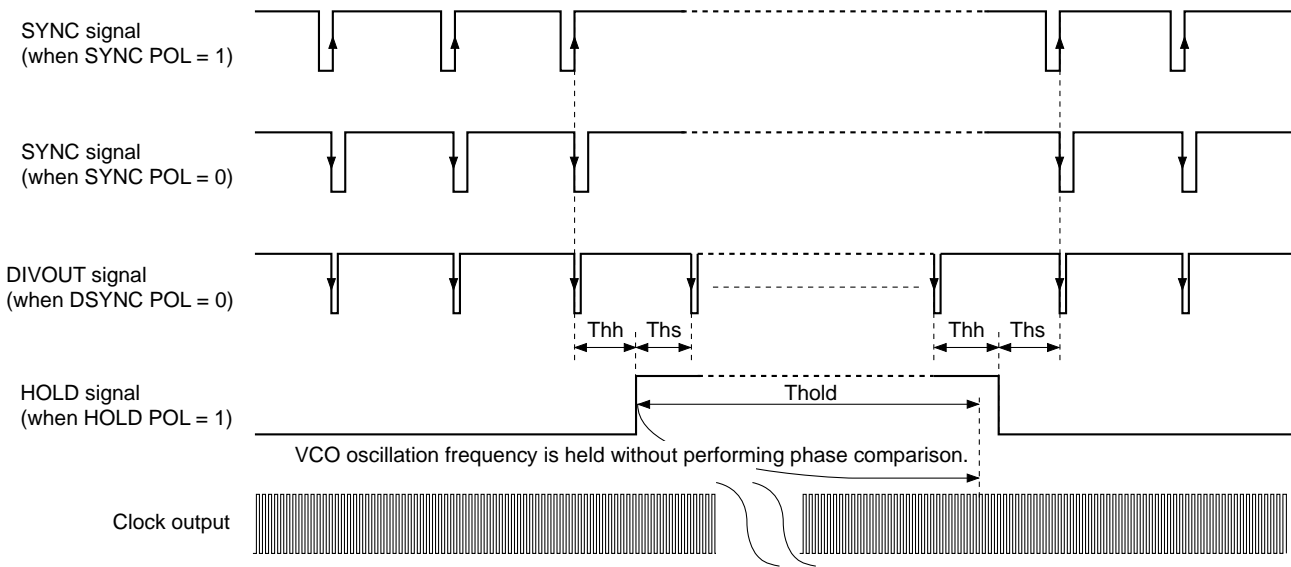 SYNC signal
(when SYNC POL = 1)
SYNC signal
(when SYNC POL = 0)
DIVOUT signal
(when DSYNC POL = 0)
Thh
Ths
Thh
Ths
HOLD signal
(when HOLD POL = 1)
Thold
VCO oscillation frequency is held without performing phase comparison.
Clock output